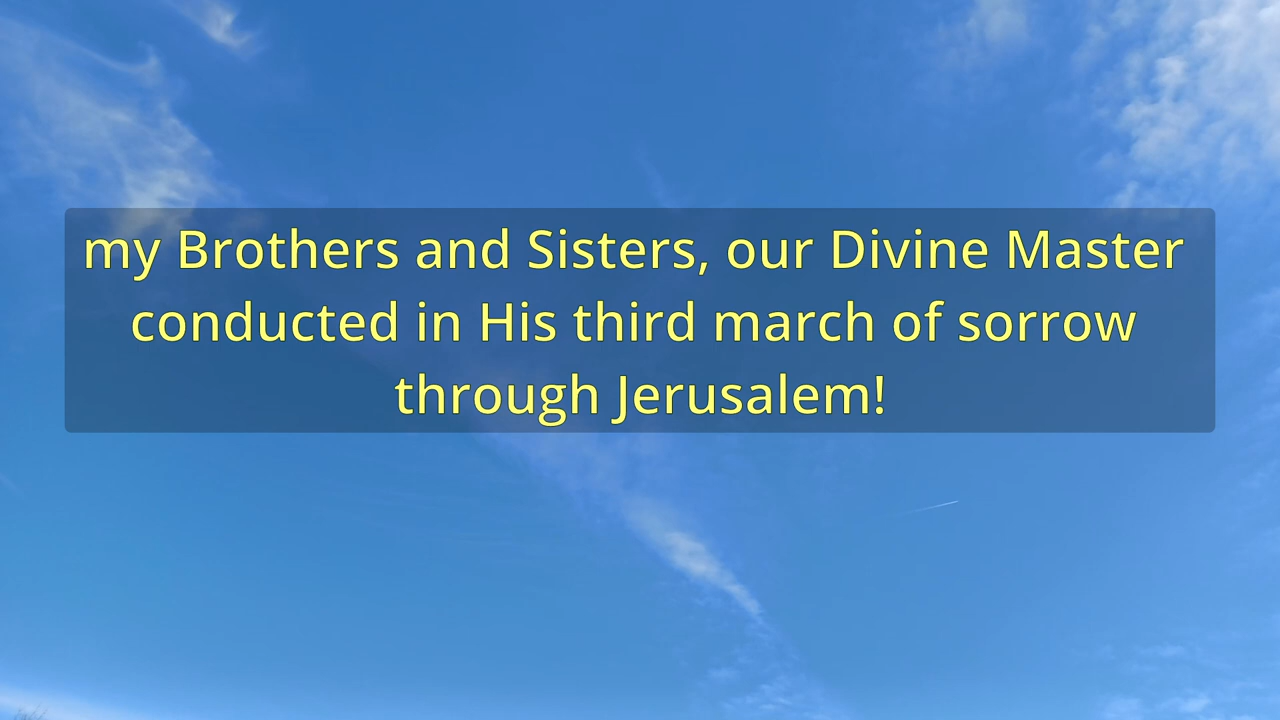 my Brothers and Sisters, our Divine Master
conducted in His third march of sorrow
through Jerusalem!